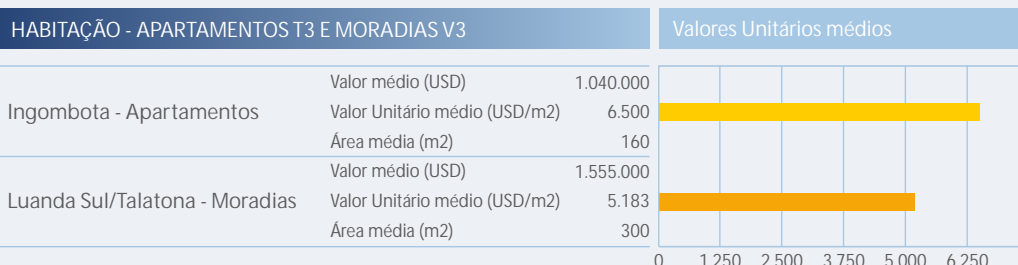 HABITAÇÃO - APARTAMENTOS T3 E MORADIAS V3
Valores Unitários médios
Ingombota - Apartamentos
Valor médio (USD) 1.040.000
Valor Unitário médio (USD/m2) 6.500
Área média (m2) 160
Luanda Sul/Talatona - Moradias
Valor médio (USD) 1.555.000
Valor Unitário médio (USD/m2) 5.183
Área média (m2) 300
0 1.250 2.500 3.750 5.000 6.250